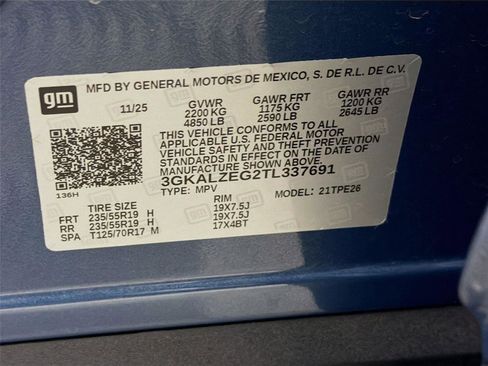 gm
MFD BY GENERAL MOTORS DE MEXICO, S. DE R.L. DE C.V.
11/25 GVWR GAWR FRT GAWR RR
2200 KG 1175 KG 1200 KG
4850 LB 2590 LB 2645 LB
THIS VEHICLE CONFORMS TO ALL
APPLICABLE U.S. FEDERAL MOTOR
VEHICLE SAFETY AND THEFT PREVENTION
STANDARDS IN EFFECT ON THE DATE OF
MANUFACTURE SHOWN ABOVE.
3GKALZEG2TL337691
136H TYPE: MPV MODEL: 21TPE26
TIRE SIZE RIM
FRT 235/55R19 H 19X7.5J
RR 235/55R19 H 19X7.5J
SPA T125/70R17 M 17X4BT